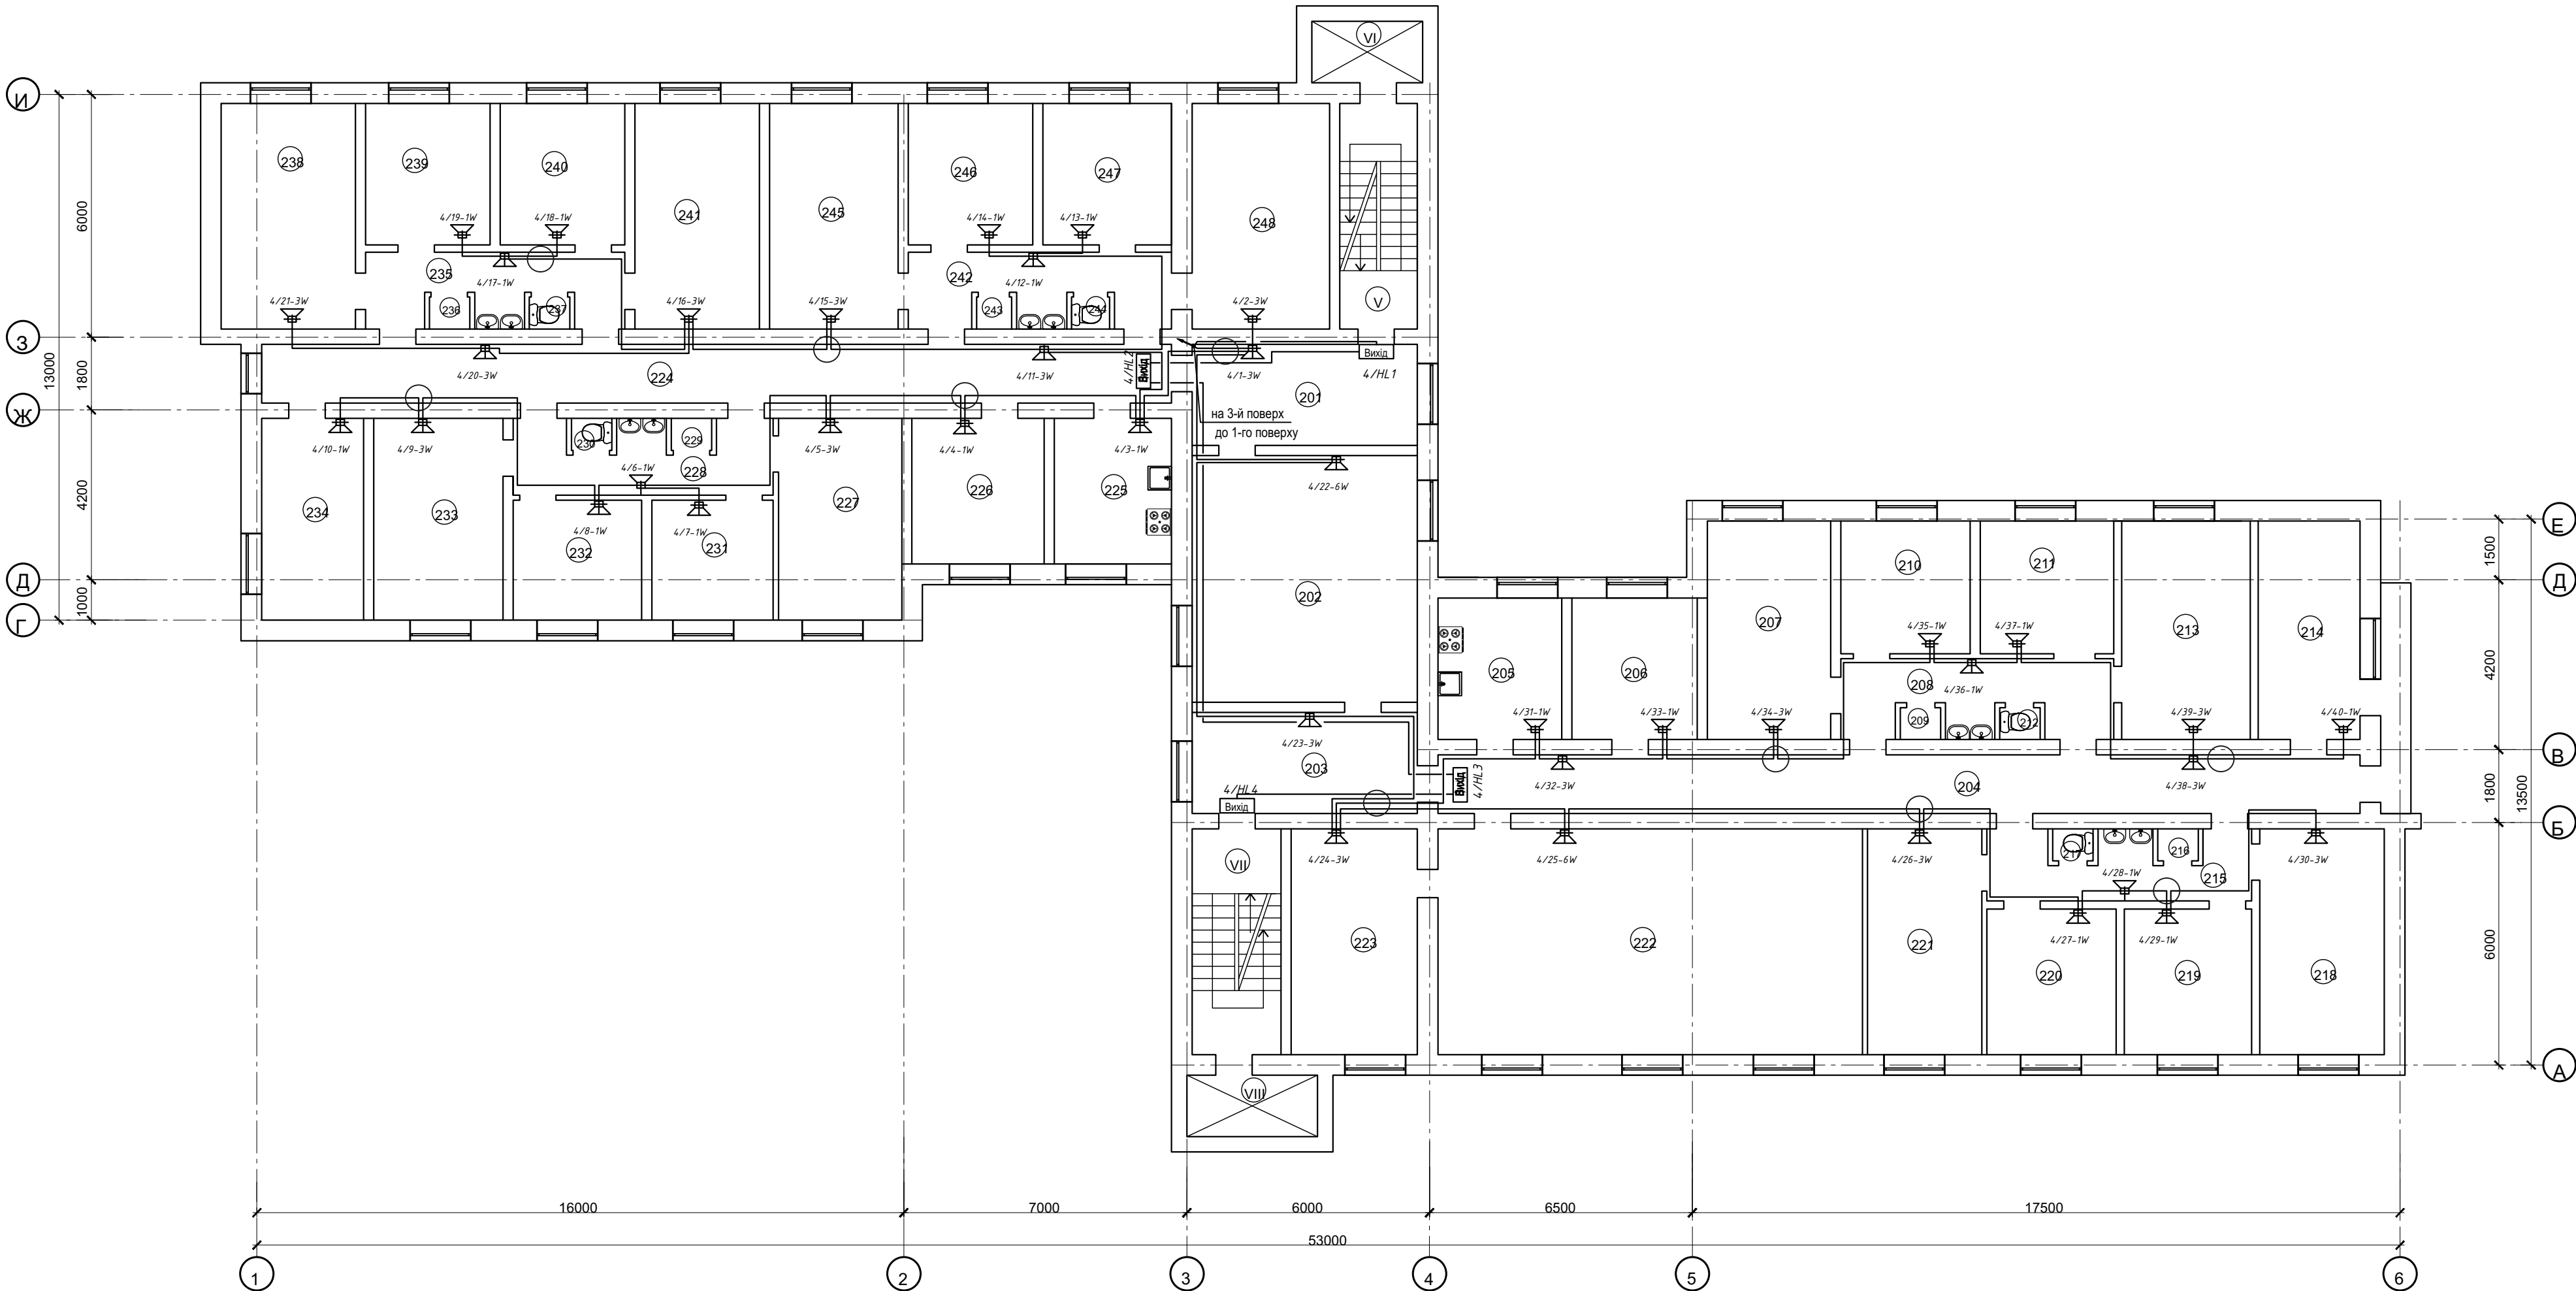 VI
И
238
239
240
241
245
246
247
248
4/19-1W
4/18-1W
4/14-1W
4/13-1W
6000
235
4/17-1W
242
4/12-1W
236
237
243
244
V
4/21-3W
4/16-3W
4/15-3W
4/2-3W
З
13000
1800
4/20-3W
224
4/11-3W
4/HL2
Вихід
4/1-3W
Вихід
4/HL1
201
Ж
на 3-й поверх
до 1-го поверху
230
229
4/10-1W
4/9-3W
4/6-1W
228
4/5-3W
4/4-1W
4/3-1W
4/22-6W
4200
234
233
4/8-1W
232
4/7-1W
231
227
226
225
202
Д
1000
Г
Е
1500
Д
210
211
207
213
214
4/35-1W
4/37-1W
205
206
208
4/36-1W
4200
209
212
4/31-1W
4/33-1W
4/34-3W
4/39-3W
4/40-1W
4/23-3W
203
В
4/HL4
Вихід
Вихід
4/HL3
4/32-3W
204
4/38-3W
1800
13500
Б
VII
4/24-3W
4/25-6W
4/26-3W
217
216
4/28-1W
215
4/30-3W
223
222
221
4/27-1W
4/29-1W
220
219
218
6000
А
VIII
16000
7000
6000
6500
17500
53000
1
2
3
4
5
6